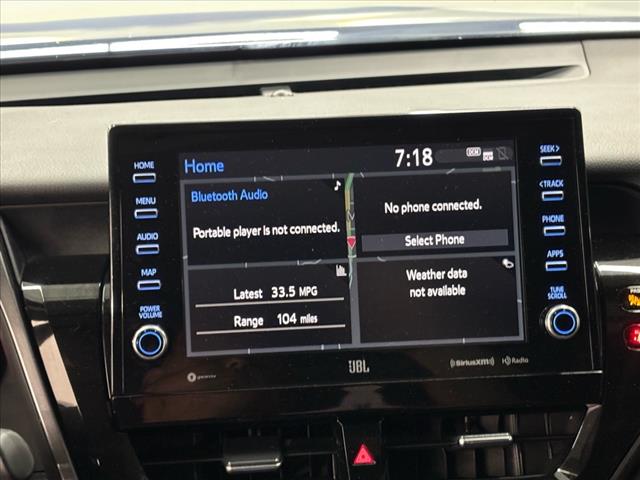 HOME
MENU
AUDIO
MAP
POWER
VOLUME
Home
7:18
DCM
Bluetooth Audio
Portable player is not connected.
No phone connected.
Select Phone
Latest 33.5 MPG
Range 104 miles
Weather data
not available
SEEK>
<TRACK
PHONE
APPS
TUNE
SCROLL
JBL
SiriusXM
HD Radio